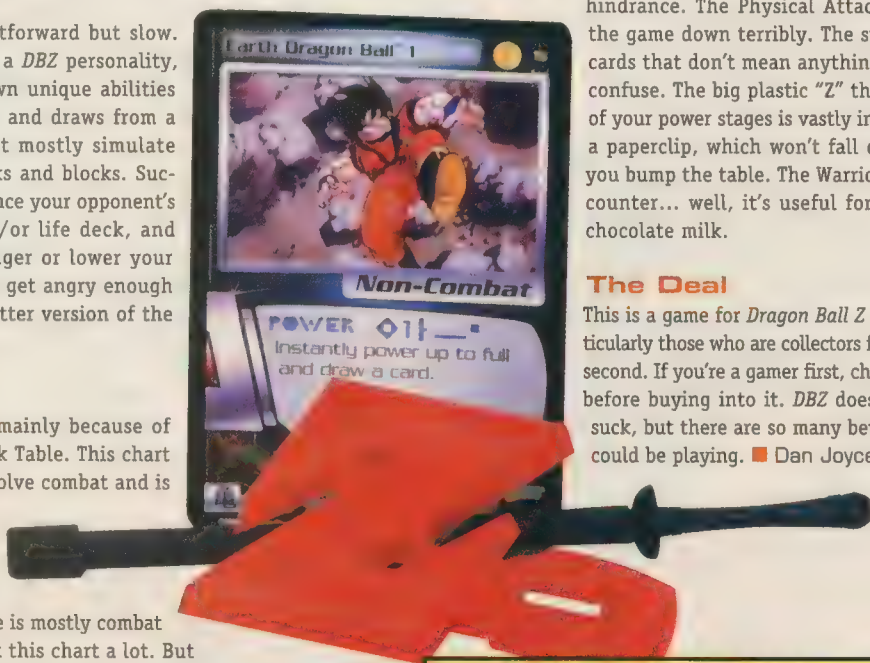 tforward but slow.
a DBZ personality,
wn unique abilities
and draws from a
t mostly simulate
ks and blocks. Suc-
nce your opponent's
/or life deck, and
ger or lower your
get angry enough
tter version of the
mainly because of
k Table. This chart
olve combat and is
e is mostly combat
t this chart a lot. But
Earth Dragon Ball™ 1
Non-Combat
POWER
Instantly power up to full
and draw a card.
hindrance. The Physical Attac
the game down terribly. The s
cards that don't mean anythin
confuse. The big plastic "Z" th
of your power stages is vastly in
a paperclip, which won't fall
you bump the table. The Warrio
counter... well, it's useful for
chocolate milk.
The Deal
This is a game for Dragon Ball Z
ticularly those who are collectors f
second. If you're a gamer first, ch
before buying into it. DBZ does
suck, but there are so many be
could be playing. ■ Dan Joyce